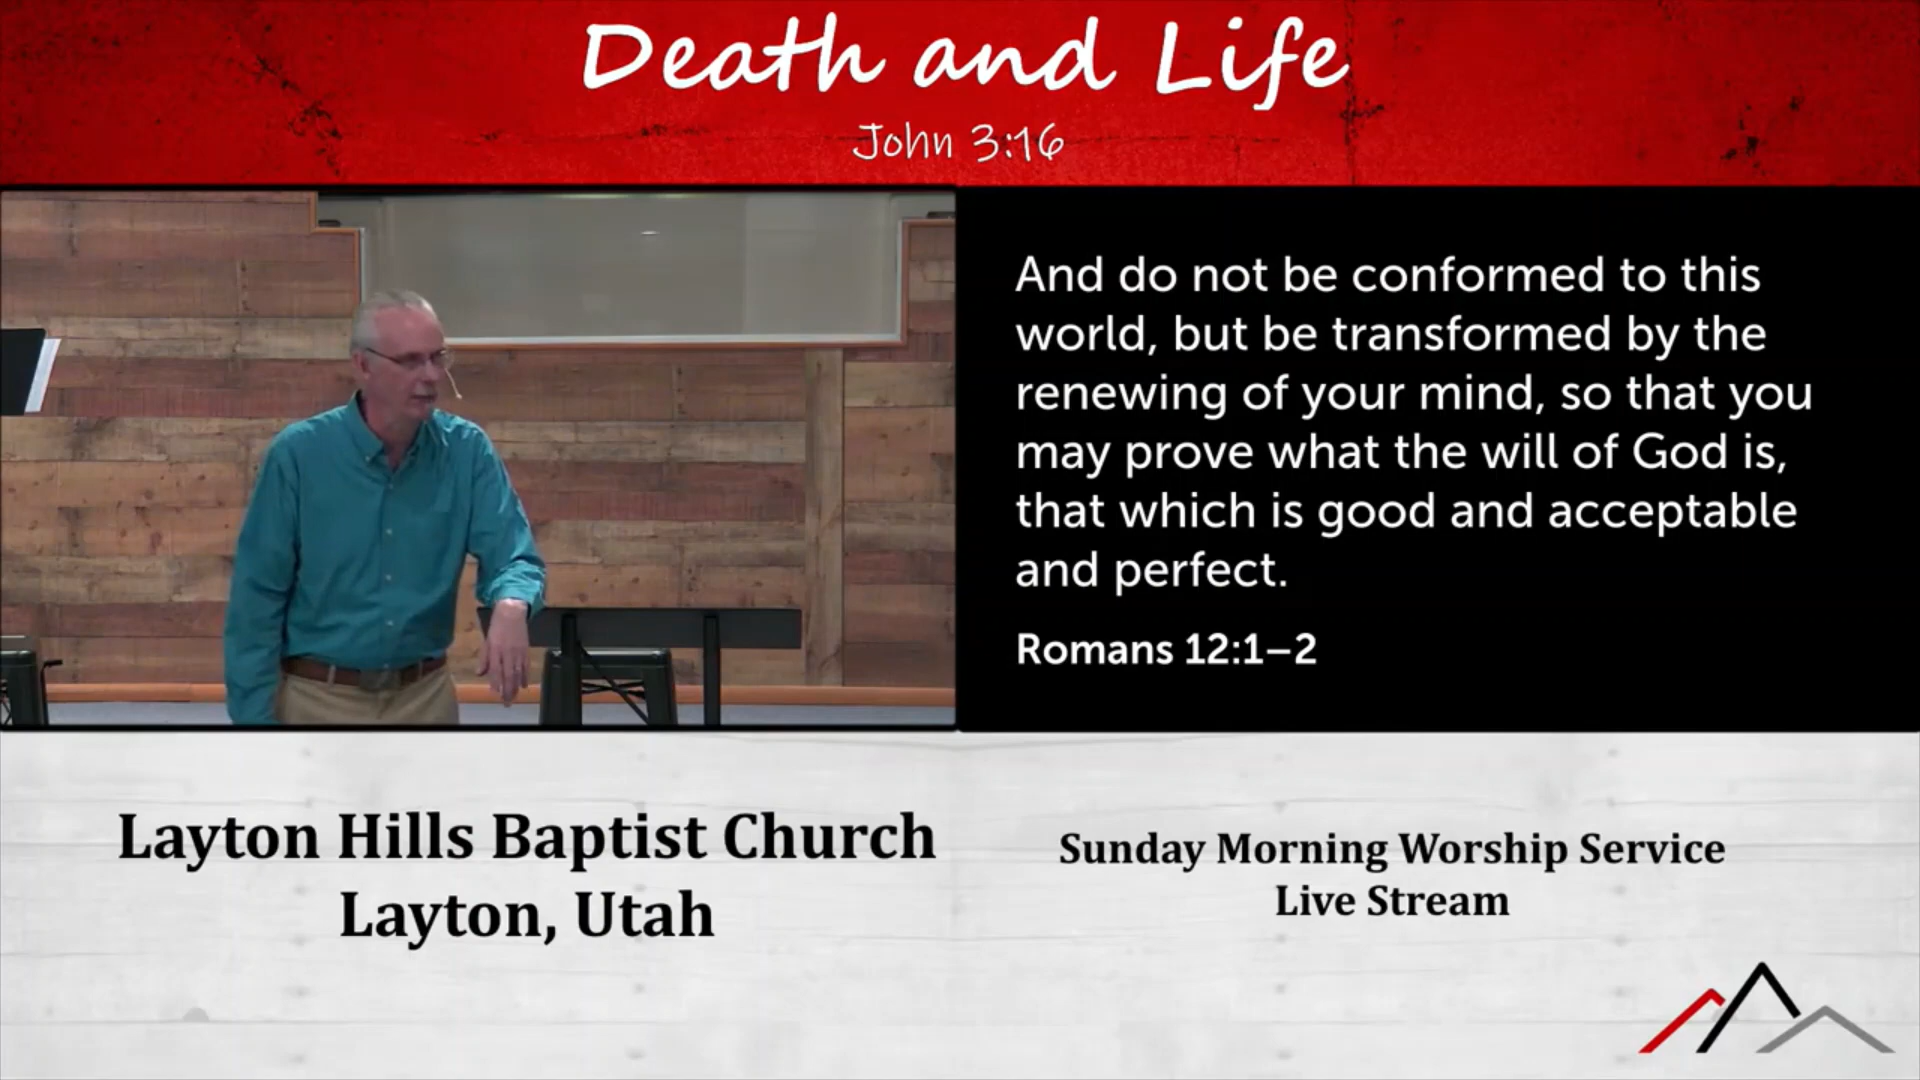 Death and Life
John 3:16
And do not be conformed to this
world, but be transformed by the
renewing of your mind, so that you
may prove what the will of God is,
that which is good and acceptable
and perfect.
Romans 12:1–2
Layton Hills Baptist Church
Layton, Utah
Sunday Morning Worship Service
Live Stream